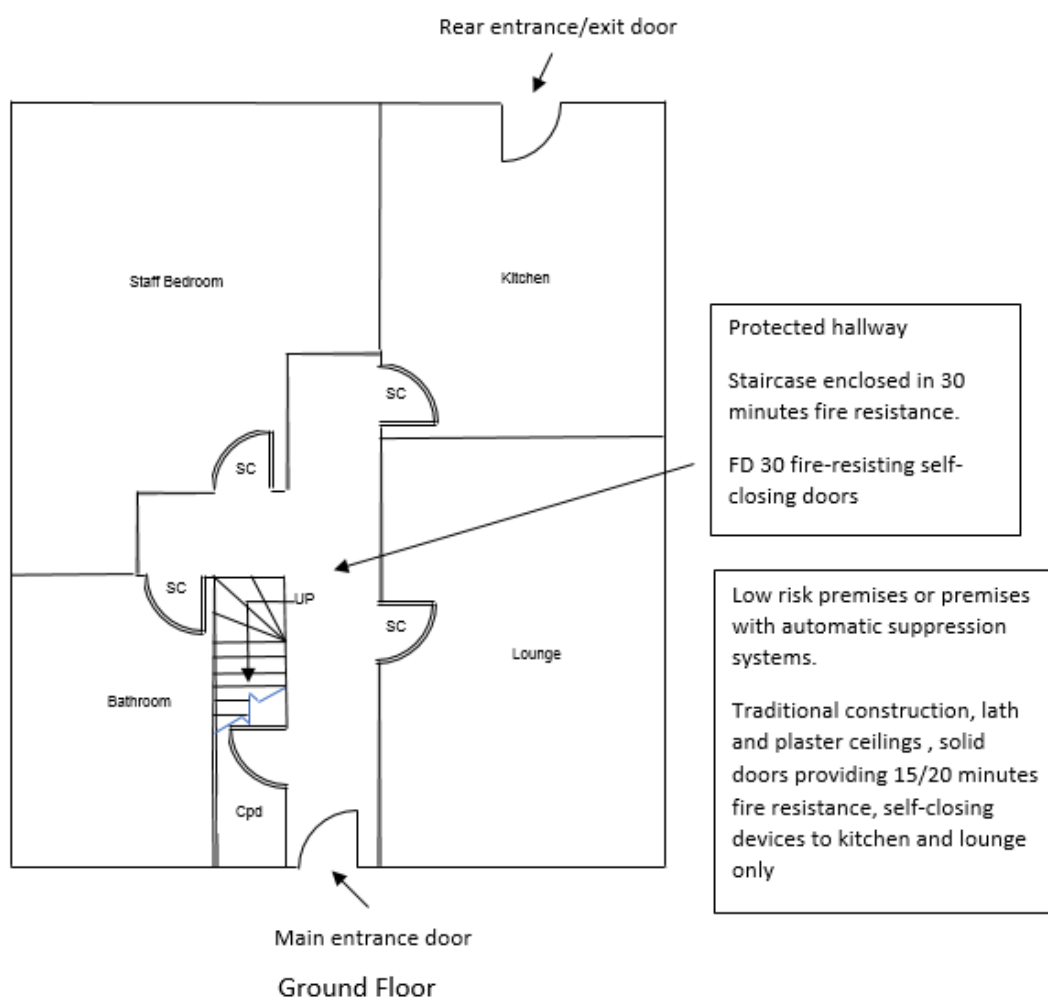 Rear entrance/exit door
Staff Bedroom
Kitchen
SC
SC
SC
UP
SC
Lounge
Bathroom
Cpd
Main entrance door
Ground Floor
Protected hallway
Staircase enclosed in 30
minutes fire resistance.
FD 30 fire-resisting self-
closing doors
Low risk premises or premises
with automatic suppression
systems.
Traditional construction, lath
and plaster ceilings , solid
doors providing 15/20 minutes
fire resistance, self-closing
devices to kitchen and lounge
only